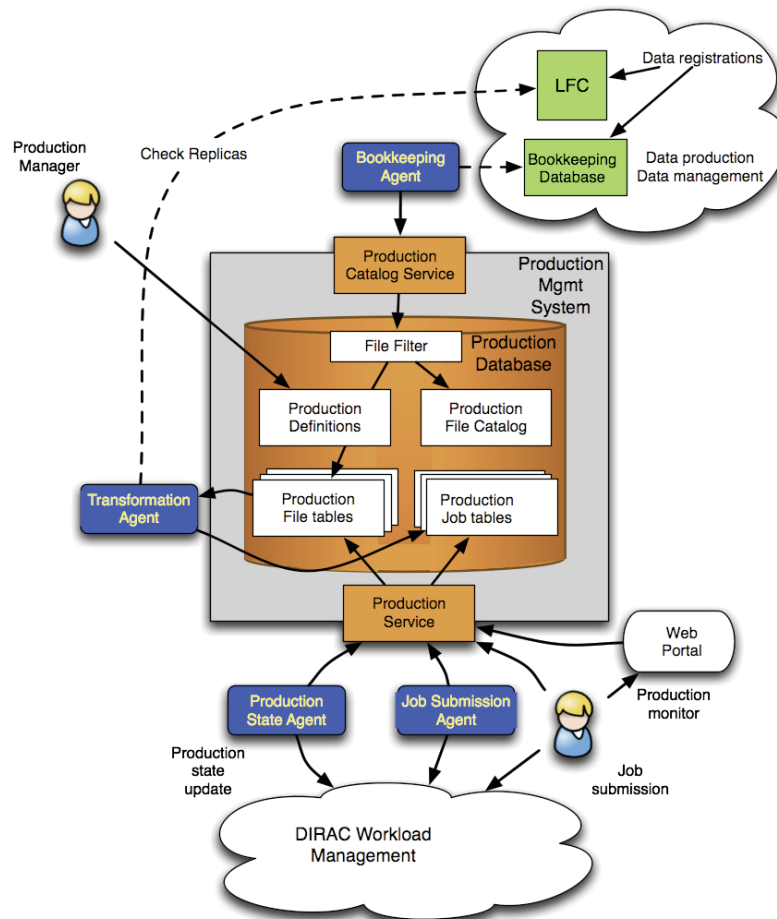 LFC
Data registrations
Production
Manager
Check Replicas
Bookkeeping
Agent
Bookkeeping
Database
Data production
Data management
Production
Catalog Service
Production
Mgmt
System
File Filter
Production
Database
Production
Definitions
Production
File Catalog
Transformation
Agent
Production
File tables
Production
Job tables
Production
Service
Web
Portal
Production
State Agent
Job Submission
Agent
Production
monitor
Production
state
update
Job
submission
DIRAC Workload
Management